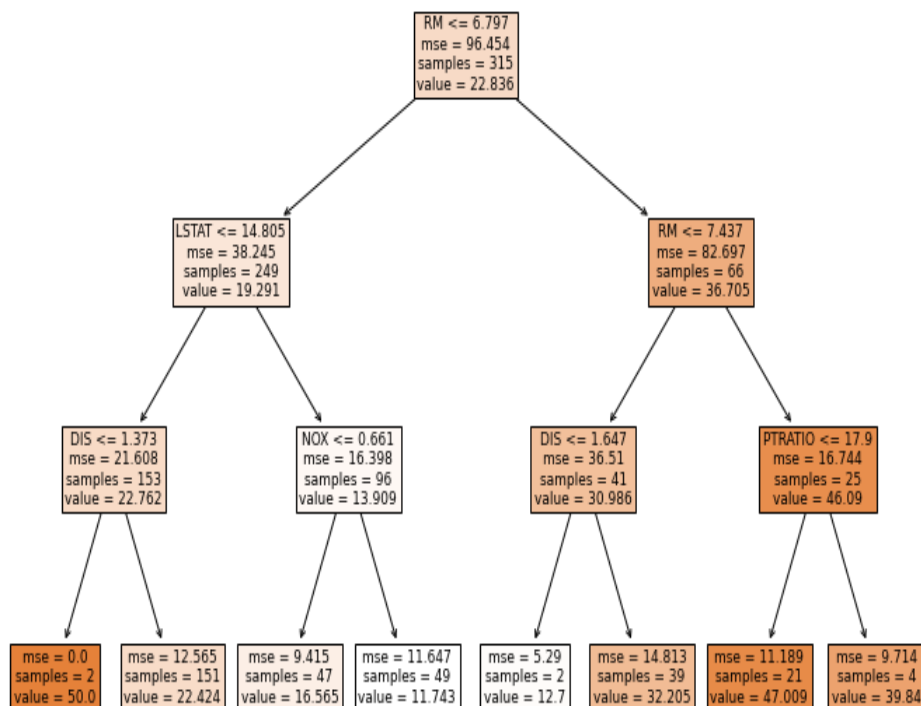 RM <= 6.797
mse = 96.454
samples = 315
value = 22.836
LSTAT <= 14.805
mse = 38.245
samples = 249
value = 19.291
RM <= 7.437
mse = 82.697
samples = 66
value = 36.705
DIS <= 1.373
mse = 21.608
samples = 153
value = 22.762
NOX <= 0.661
mse = 16.398
samples = 96
value = 13.909
DIS <= 1.647
mse = 36.51
samples = 41
value = 30.986
PTRATIO <= 17.9
mse = 16.744
samples = 25
value = 46.09
mse = 0.0
samples = 2
value = 50.0
mse = 12.565
samples = 151
value = 22.424
mse = 9.415
samples = 47
value = 16.565
mse = 11.647
samples = 49
value = 11.743
mse = 5.29
samples = 2
value = 12.7
mse = 14.813
samples = 39
value = 32.205
mse = 11.189
samples = 21
value = 47.009
mse = 9.714
samples = 4
value = 39.84